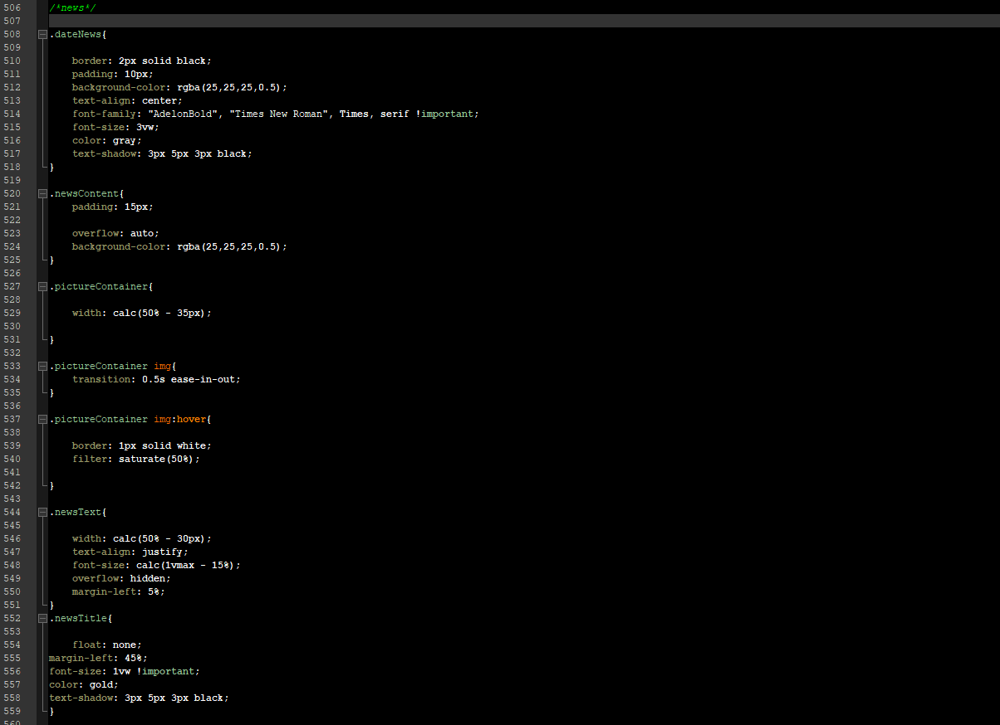 506 /*news*/
507
508 .dateNews{
509
510 border: 2px solid black;
511 padding: 10px;
512 background-color: rgba(25,25,25,0.5);
513 text-align: center;
514 font-family: "AdelonBold", "Times New Roman", Times, serif !important;
515 font-size: 3vw;
516 color: gray;
517 text-shadow: 3px 5px 3px black;
518 }
519
520 .newsContent{
521 padding: 15px;
522
523 overflow: auto;
524 background-color: rgba(25,25,25,0.5);
525 }
526
527 .pictureContainer{
528
529 width: calc(50% - 35px);
530
531 }
532
533 .pictureContainer img{
534 transition: 0.5s ease-in-out;
535 }
536
537 .pictureContainer img:hover{
538
539 border: 1px solid white;
540 filter: saturate(50%);
541
542 }
543
544 .newsText{
545
546 width: calc(50% - 30px);
547 text-align: justify;
548 font-size: calc(1vmax - 15%);
549 overflow: hidden;
550 margin-left: 5%;
551 }
552 .newsTitle{
553
554 float: none;
555 margin-left: 45%;
556 font-size: 1vw !important;
557 color: gold;
558 text-shadow: 3px 5px 3px black;
559 }
560